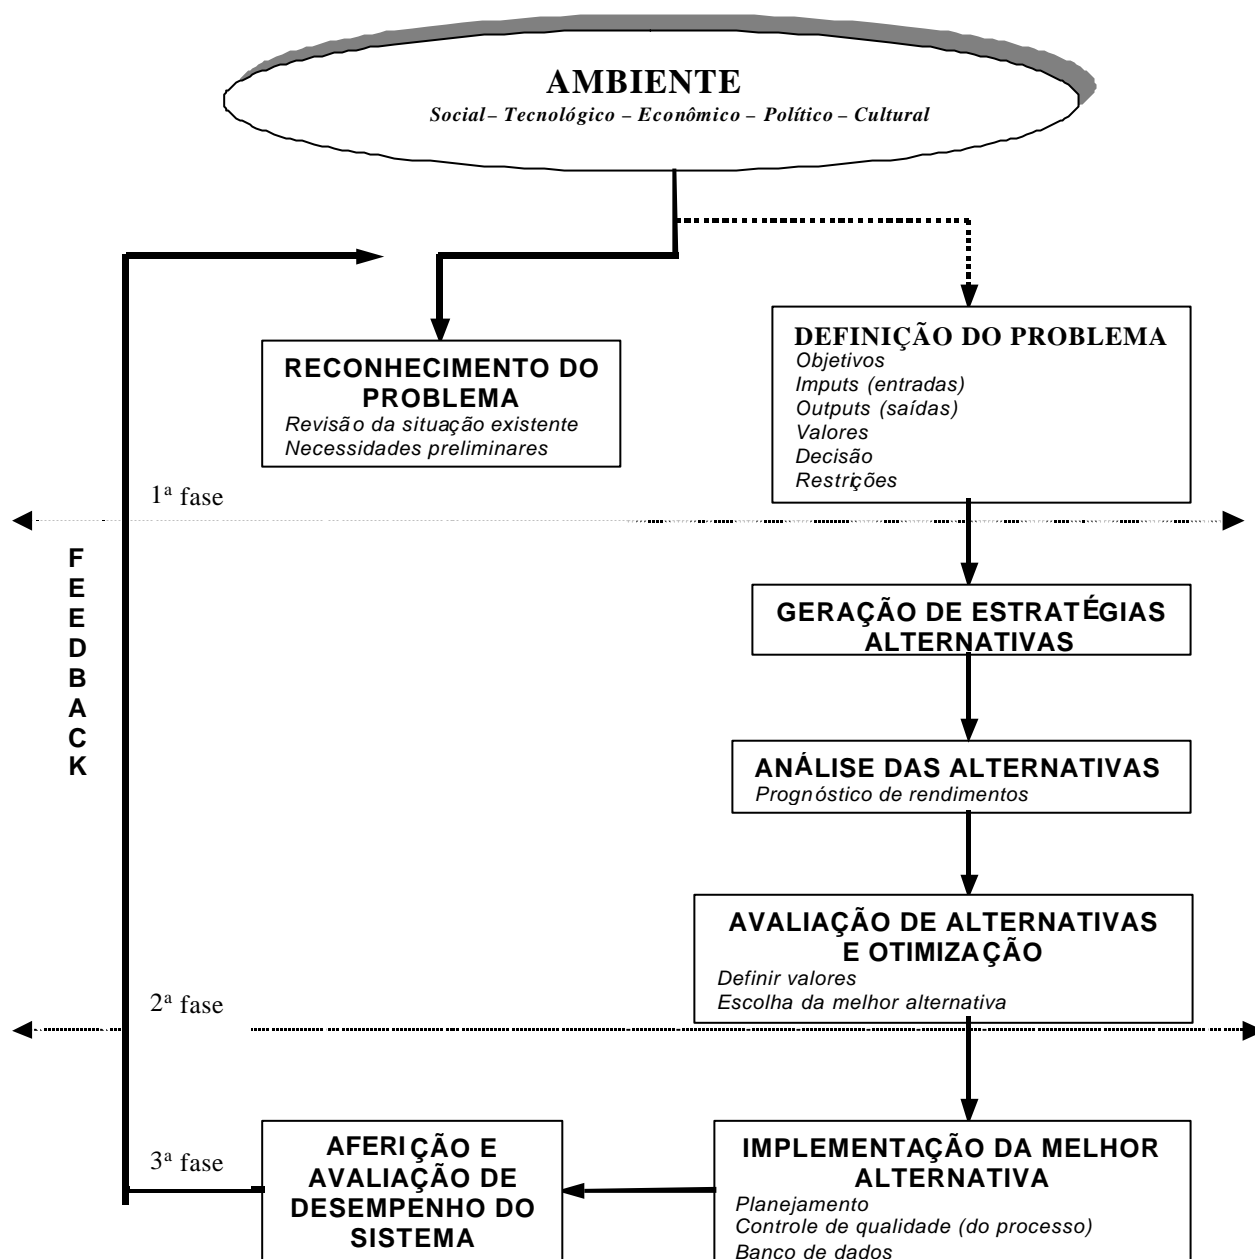 AMBIENTE
Social – Tecnológico – Econômico – Político – Cultural
RECONHECIMENTO DO
PROBLEMA
Revisão da situação existente
Necessidades preliminares
DEFINIÇÃO DO PROBLEMA
Objetivos
Imputs (entradas)
Outputs (saídas)
Valores
Decisão
Restrições
1ª fase
FEEDBACK
GERAÇÃO DE ESTRATÉGIAS
ALTERNATIVAS
ANÁLISE DAS ALTERNATIVAS
Prognóstico de rendimentos
AVALIAÇÃO DE ALTERNATIVAS
E OTIMIZAÇÃO
Definir valores
Escolha da melhor alternativa
2ª fase
3ª fase
AFERIÇÃO E
AVALIAÇÃO DE
DESEMPENHO DO
SISTEMA
IMPLEMENTAÇÃO DA MELHOR
ALTERNATIVA
Planejamento
Controle de qualidade (do processo)
Banco de dados